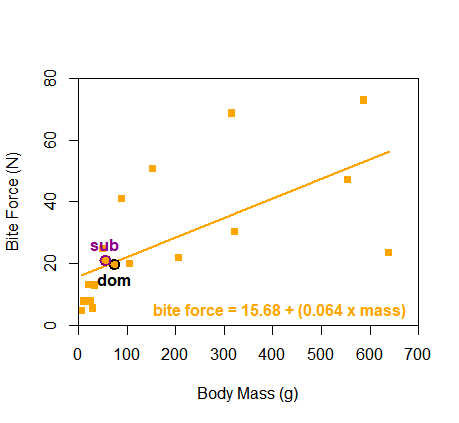 80
60
40
20
0
Bite Force (N)
sub
dom
bite force = 15.68 + (0.064 x mass)
0 100 200 300 400 500 600 700
Body Mass (g)